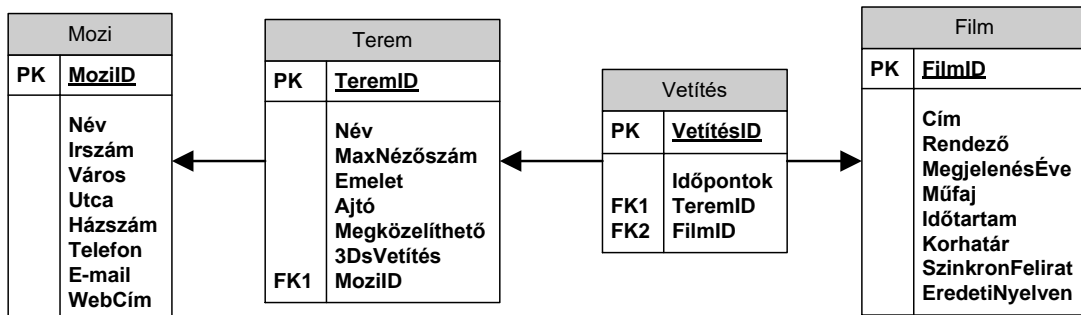 Mozi
PK MoziID
Név
Irszám
Város
Utca
Házszám
Telefon
E-mail
WebCím
Terem
PK TeremID
Név
MaxNézőszám
Emelet
Ajtó
Megközelíthető
3DsVetítés
FK1 MoziID
Vetítés
PK VetítésID
Időpontok
FK1 TeremID
FK2 FilmID
Film
PK FilmID
Cím
Rendező
MegjelenésÉve
Műfaj
Időtartam
Korhatár
SzinkronFelirat
EredetiNyelven